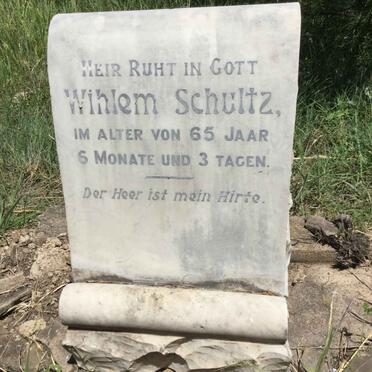 HEIR RUHT IN GOTT
Wihlem Schultz,
IM ALTER VON 65 JAAR
6 MONATE UND 3 TAGEN.
Der Heer ist mein Hirte.